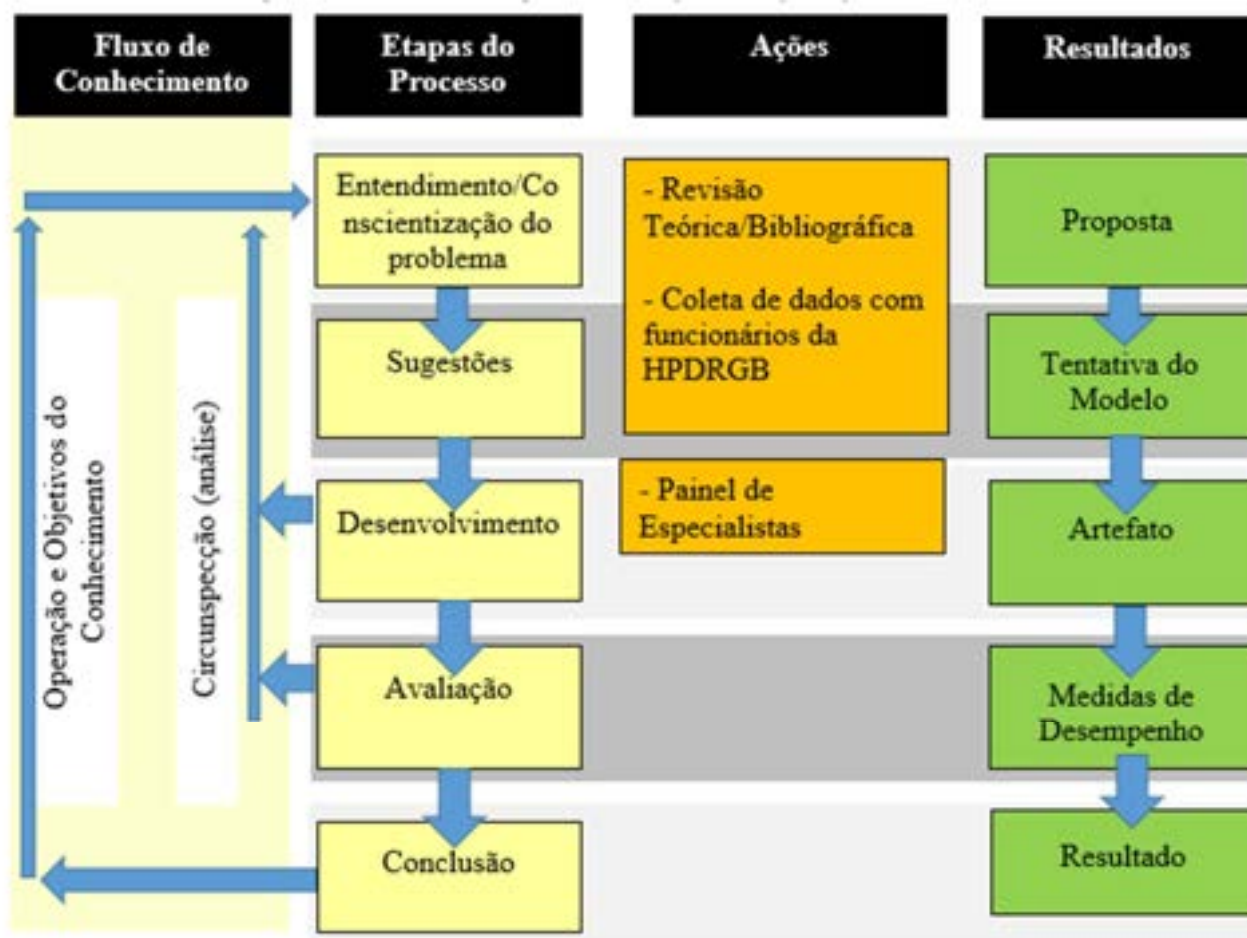 Fluxo de
Conhecimento
Etapas do
Processo
Ações
Resultados
Entendimento/Co
nscientização do
problema
- Revisão
Teórica/Bibliográfica
- Coleta de dados com
funcionários da
HPDRGB
Proposta
Sugestões
Tentativa do
Modelo
Operação e Objetivos do
Conhecimento
Circunspecção (análise)
Desenvolvimento
- Painel de
Especialistas
Artefato
Avaliação
Medidas de
Desempenho
Conclusão
Resultado